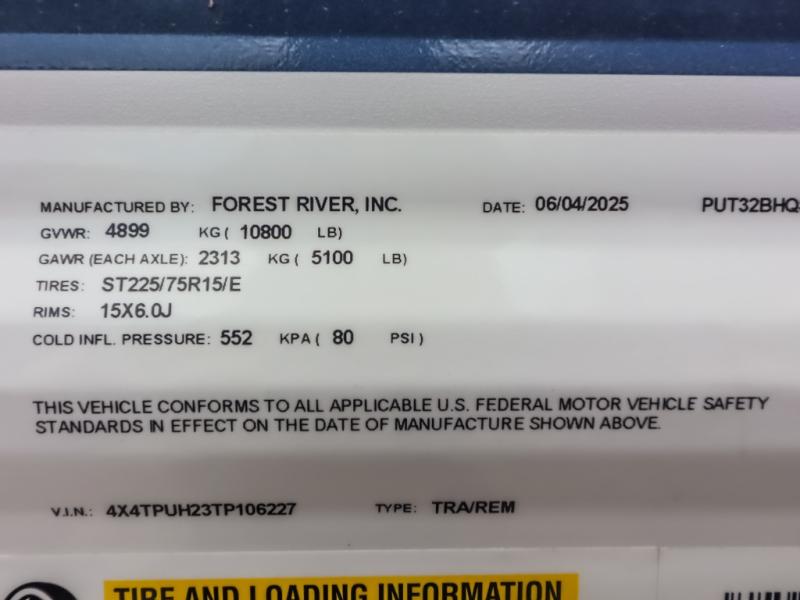 MANUFACTURED BY: FOREST RIVER, INC. DATE: 06/04/2025 PUT32BHQ
GVWR: 4899 KG ( 10800 LB)
GAWR (EACH AXLE): 2313 KG ( 5100 LB)
TIRES: ST225/75R15/E
RIMS: 15X6.0J
COLD INFL. PRESSURE: 552 KPA ( 80 PSI )
THIS VEHICLE CONFORMS TO ALL APPLICABLE U.S. FEDERAL MOTOR VEHICLE SAFETY
STANDARDS IN EFFECT ON THE DATE OF MANUFACTURE SHOWN ABOVE.
V.I.N.: 4X4TPUH23TP106227 TYPE: TRA/REM
TIRE AND LOADING INFORMATION